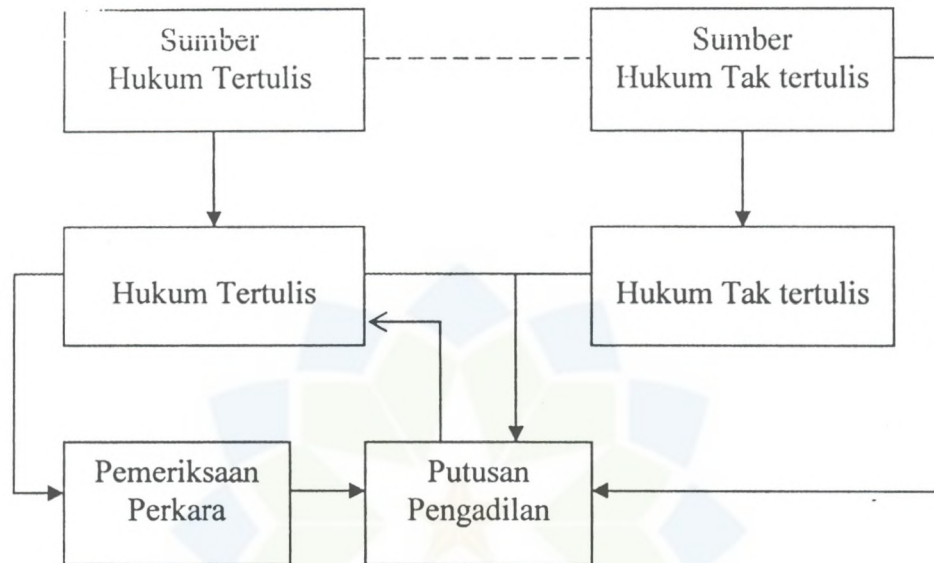 Sumber
Hukum Tertulis
Sumber
Hukum Tak tertulis
Hukum Tertulis
Hukum Tak tertulis
Pemeriksaan
Perkara
Putusan
Pengadilan